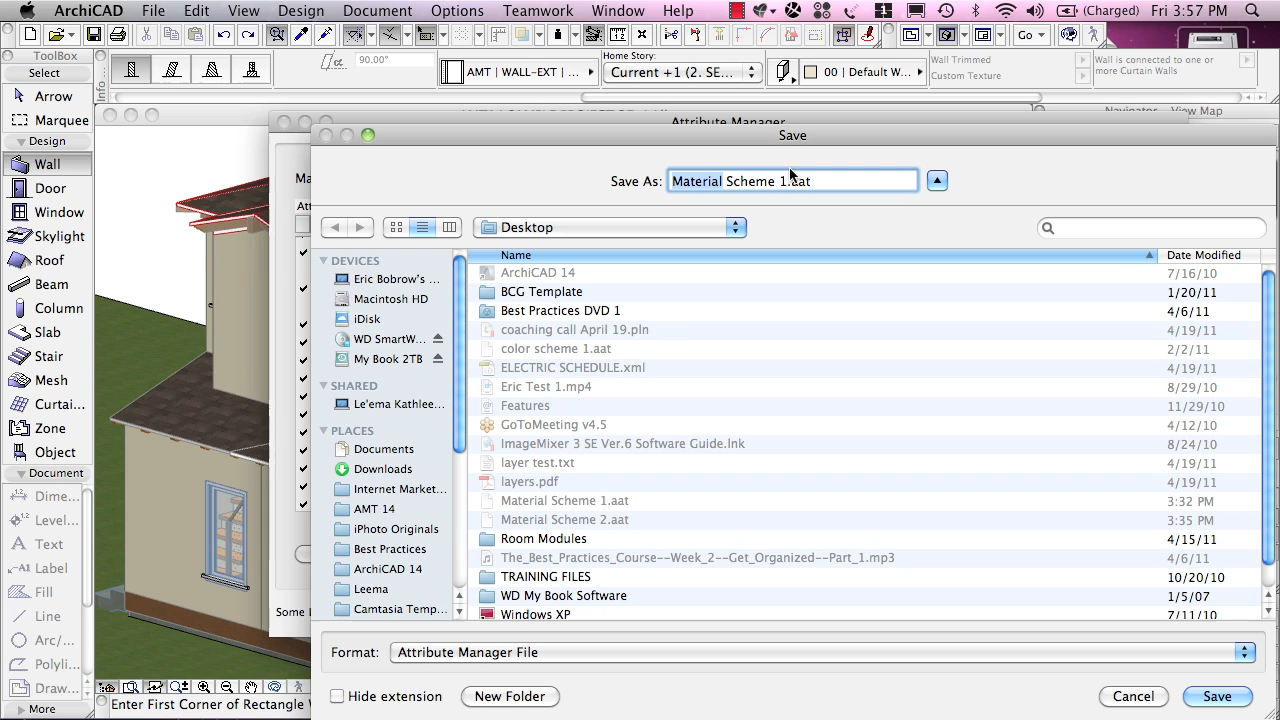 ArchiCAD File Edit View Design Document Options Teamwork Window Help (Charged) Fri 3:57 PM
Go
ToolBox
Select
Arrow
Marquee
Design
Wall
Door
Window
Skylight
Roof
Beam
Column
Slab
Stair
Mesh
Curtai...
Zone
Object
Document
Dime...
Level...
Text
Label
Fill
Line
Arc/...
Polyli...
Draw...
More
Info
90.00°
AMT | WALL-EXT | ...
Home Story:
Current +1 (2. SE...
00 | Default W...
Wall Trimmed
Custom Texture
Wall is connected to one or
more Curtain Walls
Navigator - View Map
Attribute Manager
Ma
Att
Some l
Save
Save As: Material Scheme 1.aat
Desktop
DEVICES
Eric Bobrow's ...
Macintosh HD
iDisk
WD SmartW...
My Book 2TB
SHARED
Le'ema Kathlee...
PLACES
Documents
Downloads
Internet Market...
AMT 14
iPhoto Originals
Best Practices
ArchiCAD 14
Leema
Camtasia Temp...
Name Date Modified
ArchiCAD 14 7/16/10
BCG Template 1/20/11
Best Practices DVD 1 4/6/11
coaching call April 19.pln 4/19/11
color scheme 1.aat 2/2/11
ELECTRIC SCHEDULE.xml 4/19/11
Eric Test 1.mp4 8/29/10
Features 11/29/10
GoToMeeting v4.5 4/12/10
ImageMixer 3 SE Ver.6 Software Guide.lnk 8/24/10
layer test.txt 4/19/11
layers.pdf 4/19/11
Material Scheme 1.aat 3:32 PM
Material Scheme 2.aat 3:35 PM
Room Modules 4/15/11
The_Best_Practices_Course--Week_2--Get_Organized--Part_1.mp3 4/6/11
TRAINING FILES 10/20/10
WD My Book Software 1/5/07
Windows XP 7/11/10
Format: Attribute Manager File
Hide extension
New Folder
Cancel
Save
Enter First Corner of Rectangle